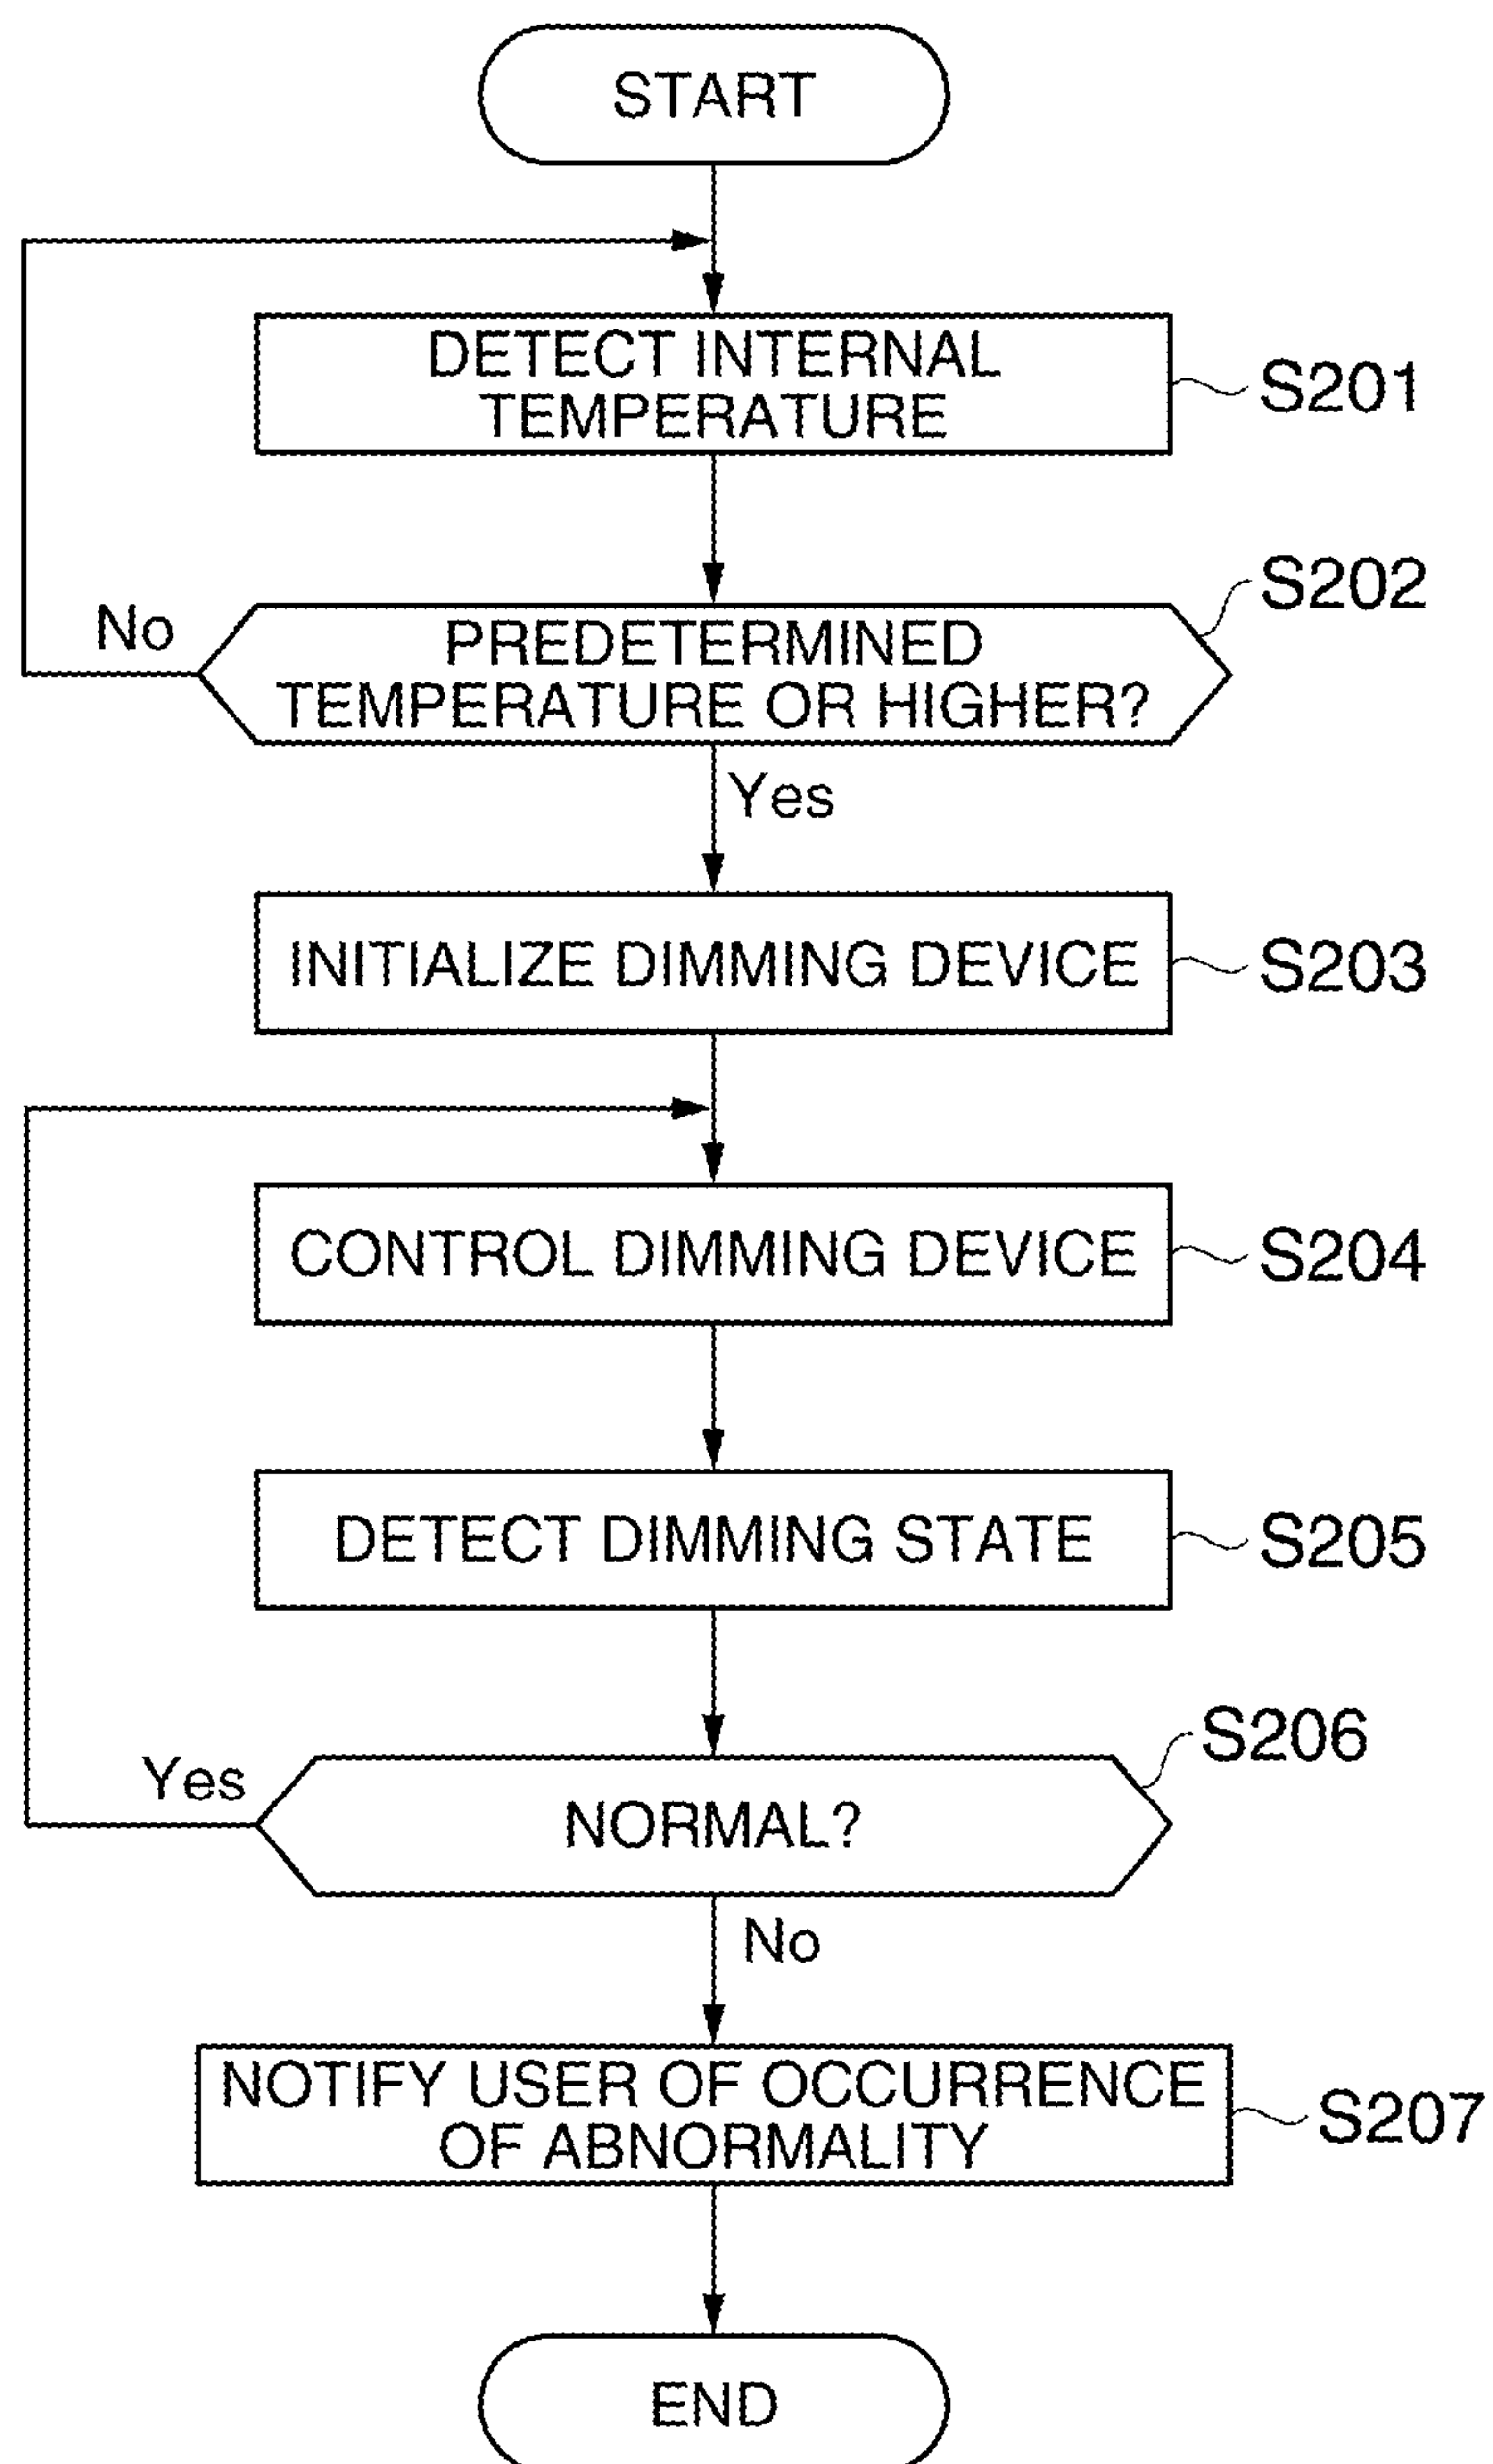 START
DETECT INTERNAL
TEMPERATURE
S201
S202
No
PREDETERMINED
TEMPERATURE OR HIGHER?
Yes
INITIALIZE DIMMING DEVICE
S203
CONTROL DIMMING DEVICE
S204
DETECT DIMMING STATE
S205
S206
Yes
NORMAL?
No
NOTIFY USER OF OCCURRENCE
OF ABNORMALITY
S207
END